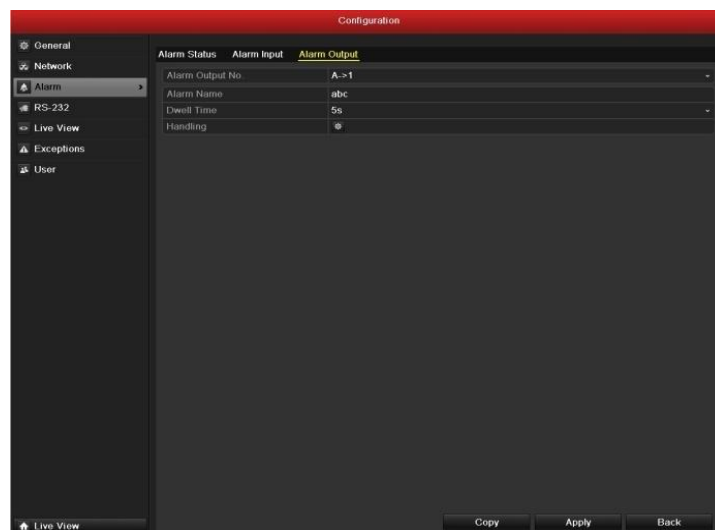 Configuration
General
Network
Alarm
RS-232
Live View
Exceptions
User
Alarm Status Alarm Input Alarm Output
Alarm Output No. A->1
Alarm Name abc
Dwell Time 5s
Handling
Live View
Copy Apply Back